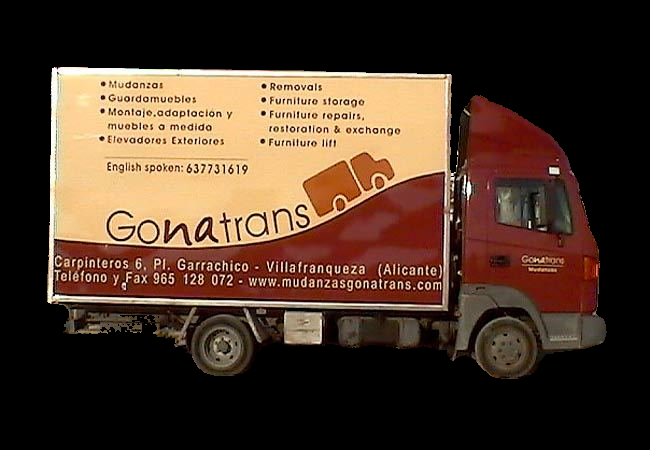 • Mudanzas
• Guardamuebles
• Montaje,adaptación y
muebles a medida
• Elevadores Exteriores
• Removals
• Furniture storage
• Furniture repairs,
restoration & exchange
• Furniture lift
English spoken: 637731619
Gonatrans
Carpinteros 6, Pl. Garrachico - Villafranqueza (Alicante)
Teléfono y Fax 965 128 072 - www.mudanzasgonatrans.com
Gonatrans
Mudanzas